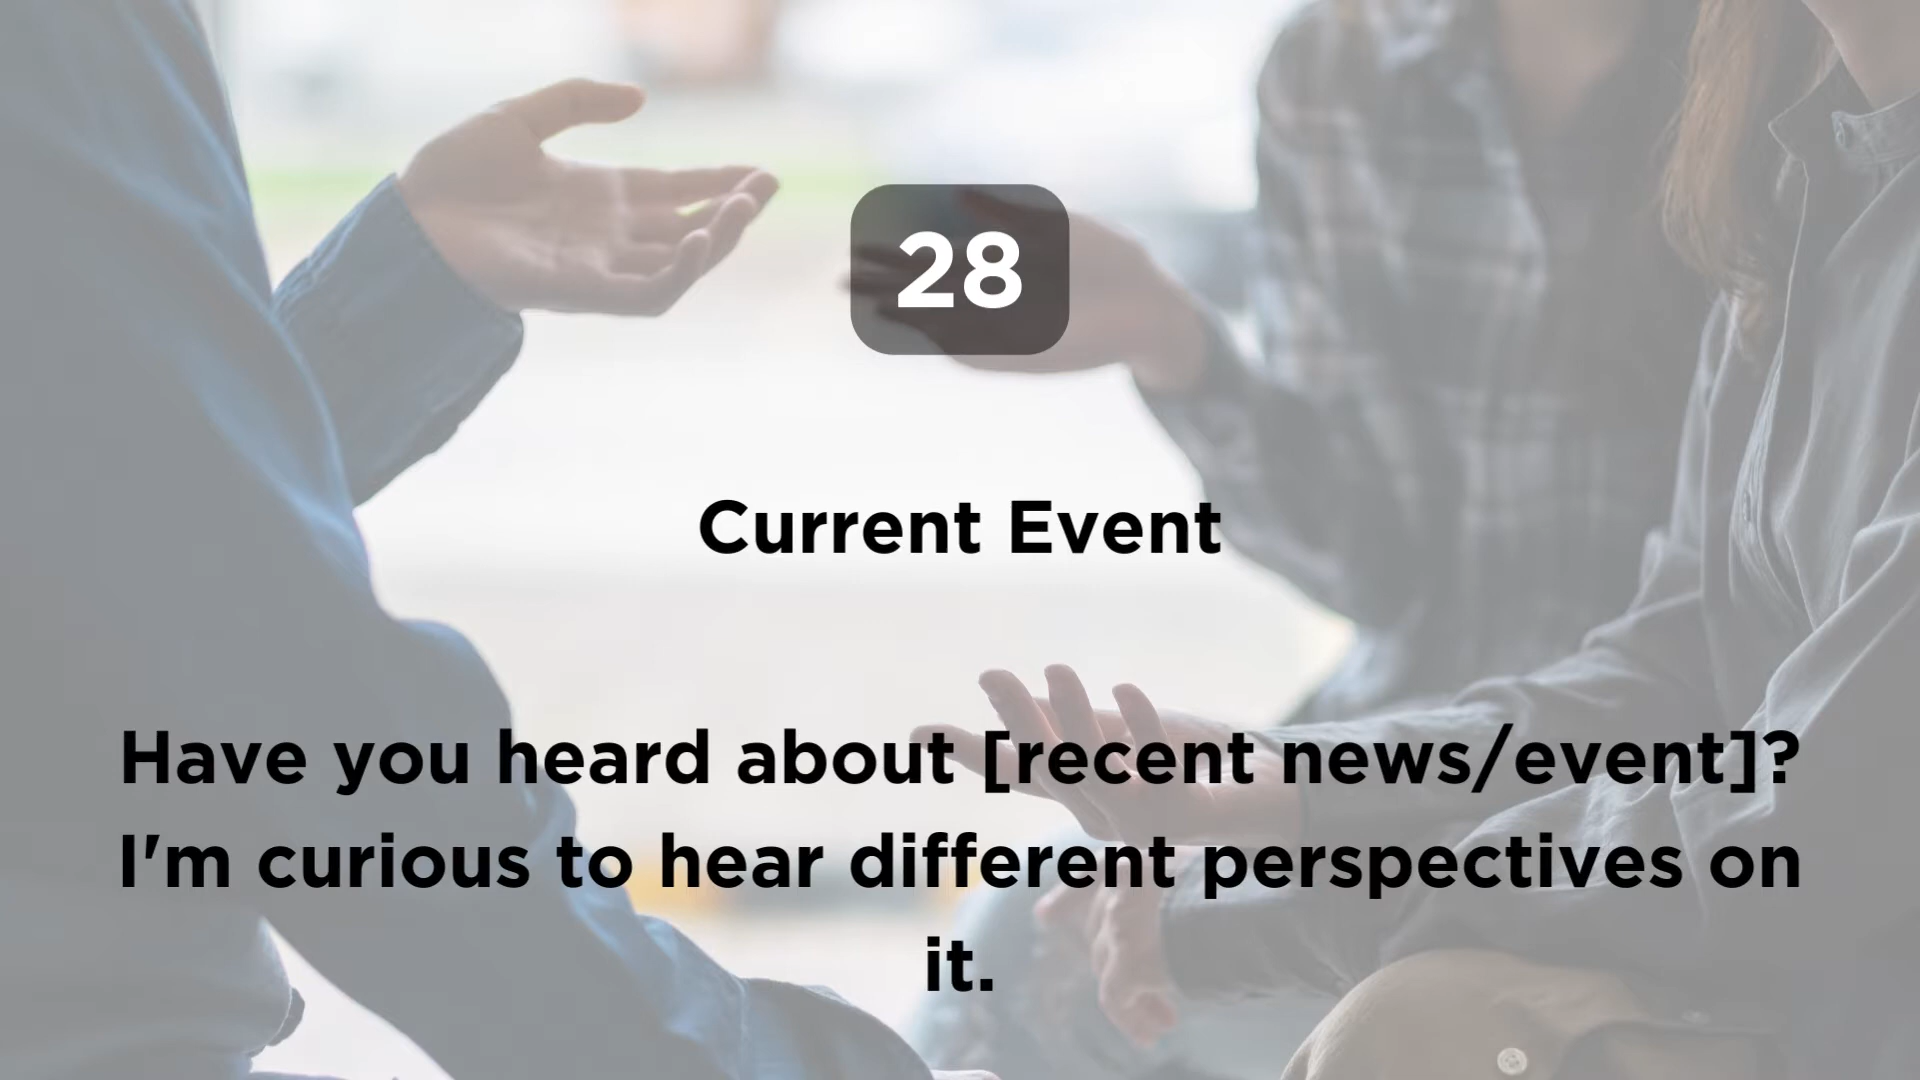 28
Current Event
Have you heard about [recent news/event]?
I'm curious to hear different perspectives on
it.